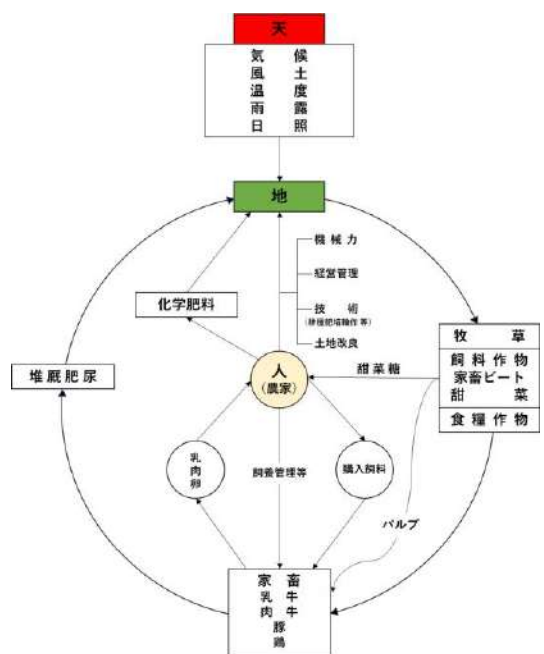 天
気候
風土
温度
雨露
日照
地
機械力
経営管理
技術
土地改良
化学肥料
人
(農家)
甜菜糖
牧草
飼料作物
家畜ビート
甜菜
食糧作物
堆厩肥尿
乳
肉
卵
飼養管理等
購入飼料
パルプ
家畜
乳牛
肉牛
豚
鶏